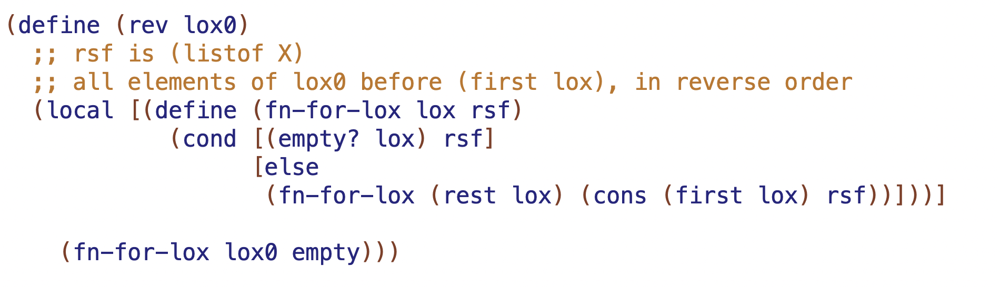 (define (rev lox0)
  ;; rsf is (listof X)
  ;; all elements of lox0 before (first lox), in reverse order
  (local [(define (fn-for-lox lox rsf)
            (cond [(empty? lox) rsf]
                  [else
                   (fn-for-lox (rest lox) (cons (first lox) rsf))]))]

    (fn-for-lox lox0 empty)))